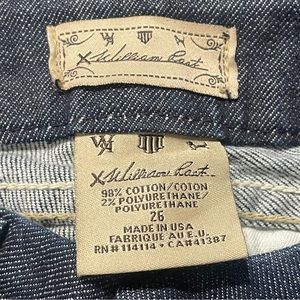 X William Rast
X William Rast
98% COTTON/COTON
2% POLYURETHANE/
POLYURETHANE
26
MADE IN USA
FABRIQUE AU E.U.
RN#114114 • CA#41387